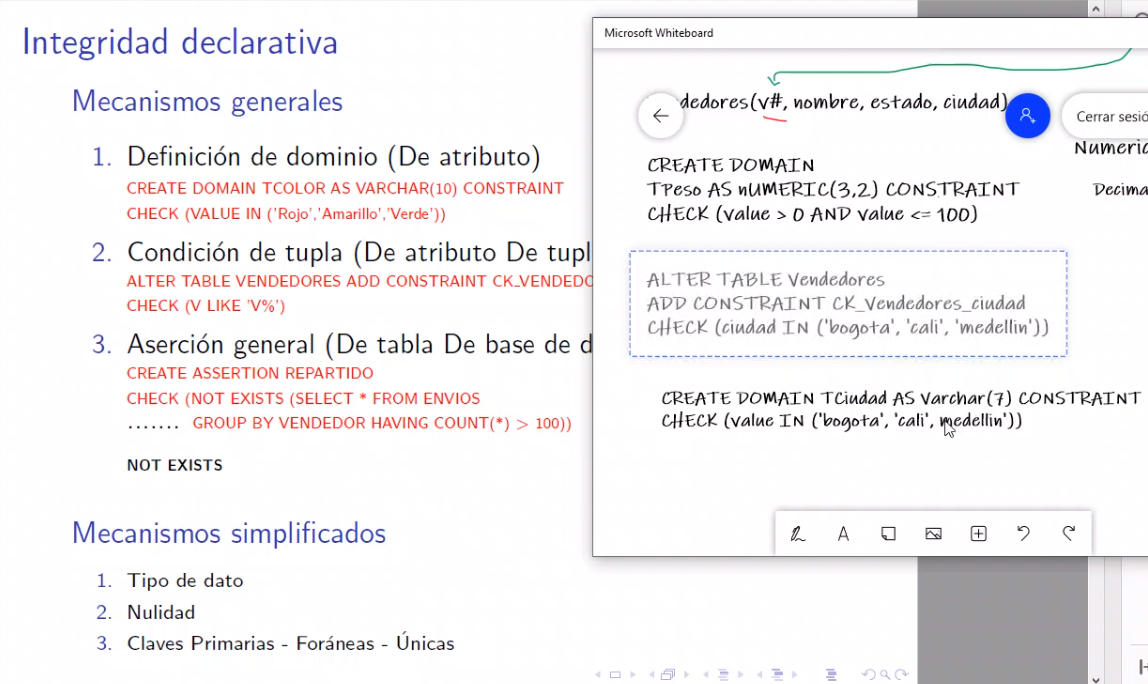 Integridad declarativa
Mecanismos generales
1. Definición de dominio (De atributo)
CREATE DOMAIN TCOLOR AS VARCHAR(10) CONSTRAINT
CHECK (VALUE IN ('Rojo','Amarillo','Verde'))
2. Condición de tupla (De atributo De tupl
ALTER TABLE VENDEDORES ADD CONSTRAINT CK_VENDEDO
CHECK (V LIKE 'V%')
3. Aserción general (De tabla De base de d
CREATE ASSERTION REPARTIDO
CHECK (NOT EXISTS (SELECT * FROM ENVIOS
....... GROUP BY VENDEDOR HAVING COUNT(*) > 100))
NOT EXISTS
Mecanismos simplificados
1. Tipo de dato
2. Nulidad
3. Claves Primarias - Foráneas - Únicas
Microsoft Whiteboard
dedores(v#, nombre, estado, ciudad)
Cerrar sesió
Numeric
Decima
CREATE DOMAIN
TPeso AS nUMERIC(3,2) CONSTRAINT
CHECK (value > 0 AND value <= 100)
ALTER TABLE Vendedores
ADD CONSTRAINT CK_Vendedores_ciudad
CHECK (ciudad IN ('bogota', 'cali', 'medellin'))
CREATE DOMAIN TCiudad AS Varchar(7) CONSTRAINT
CHECK (value IN ('bogota', 'cali', medellin'))
A